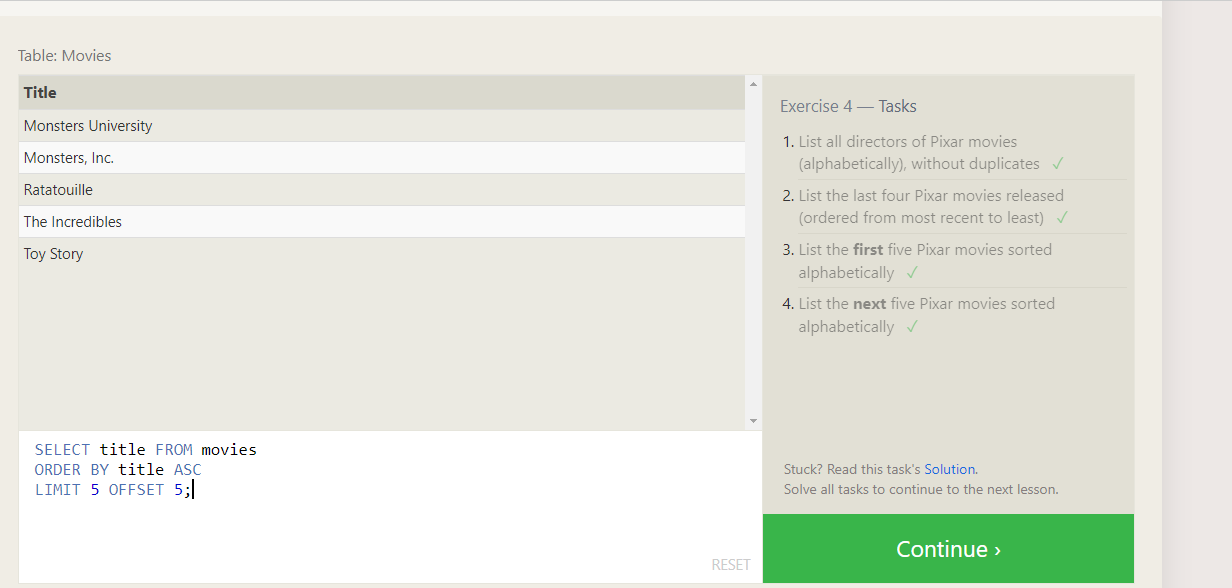 Table: Movies
Title
Monsters University
Monsters, Inc.
Ratatouille
The Incredibles
Toy Story
SELECT title FROM movies
ORDER BY title ASC
LIMIT 5 OFFSET 5;
RESET
Exercise 4 — Tasks
1. List all directors of Pixar movies
(alphabetically), without duplicates ✓
2. List the last four Pixar movies released
(ordered from most recent to least) ✓
3. List the first five Pixar movies sorted
alphabetically ✓
4. List the next five Pixar movies sorted
alphabetically ✓
Stuck? Read this task's Solution.
Solve all tasks to continue to the next lesson.
Continue ›